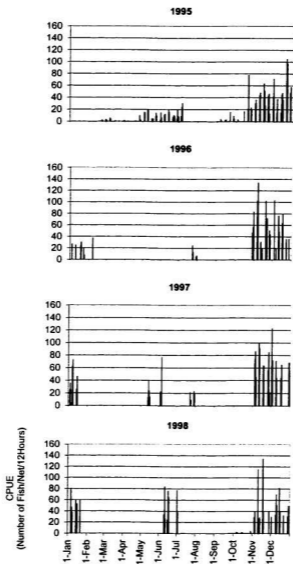 1995
160
140
120
100
80
60
40
20
0
1996
160
140
120
100
80
60
40
20
0
1997
160
140
120
100
80
60
40
20
0
1998
160
140
120
100
80
60
40
20
0
CPUE
(Number of Fish/Net/12Hours)
1-Jan
1-Feb
1-Mar
1-Apr
1-May
1-Jun
1-Jul
1-Aug
1-Sep
1-Oct
1-Nov
1-Dec